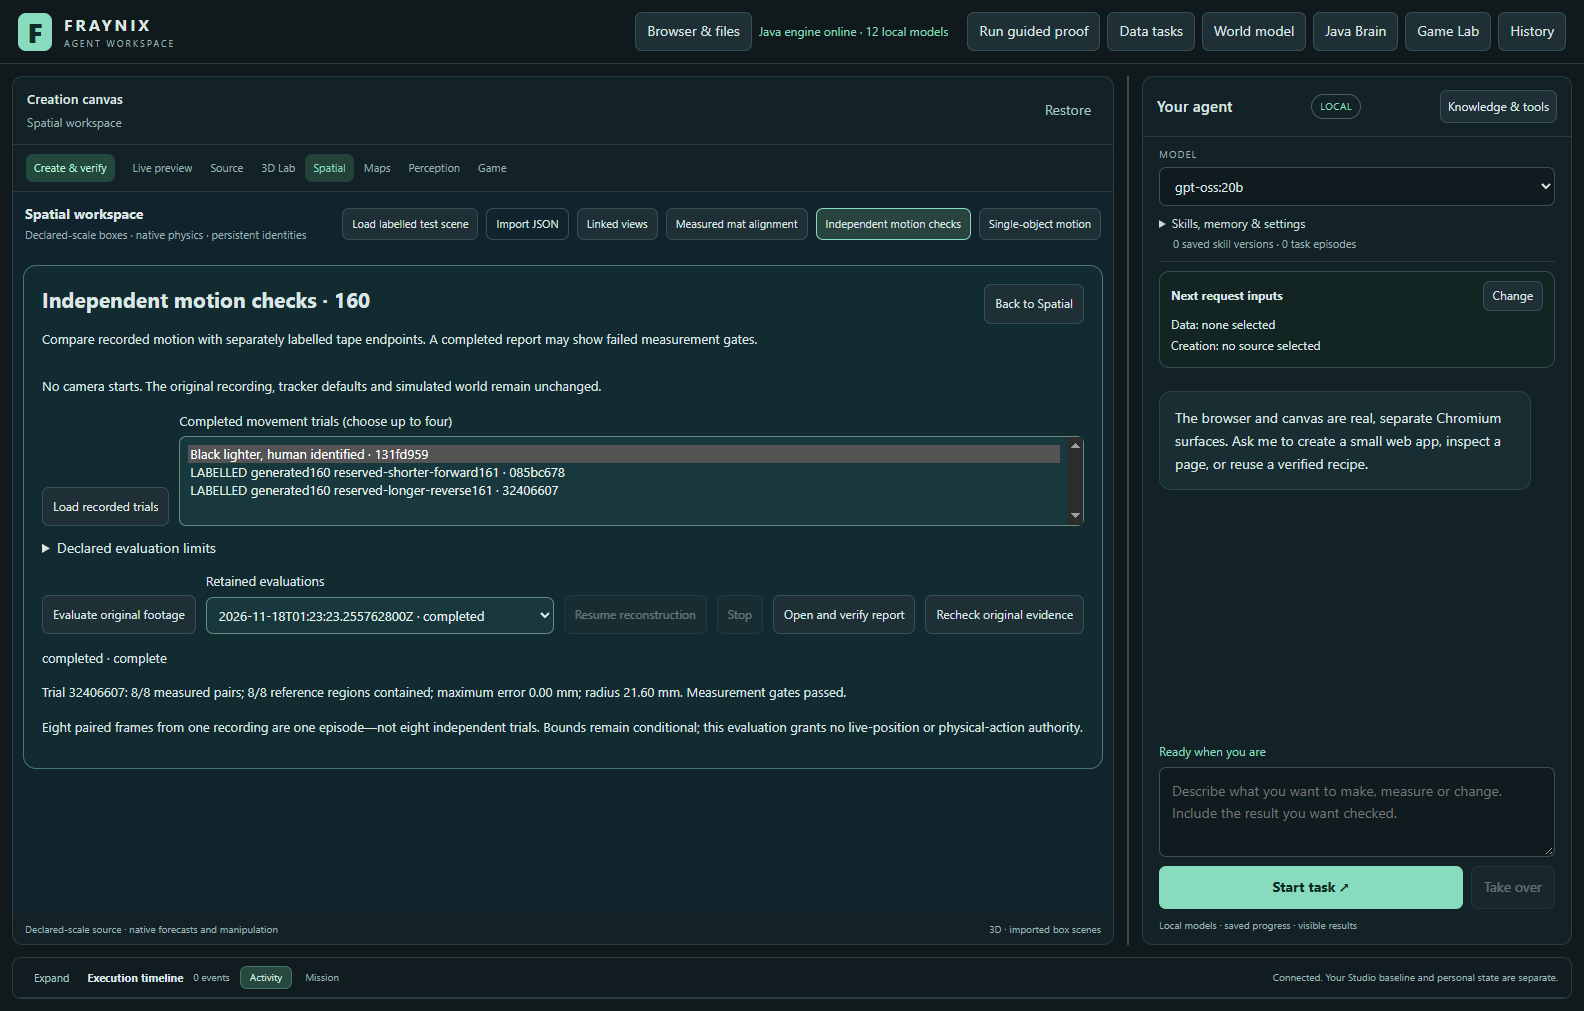 F
FRAYNIX
AGENT WORKSPACE
Browser & files
Java engine online · 12 local models
Run guided proof
Data tasks
World model
Java Brain
Game Lab
History
Creation canvas
Spatial workspace
Restore
Create & verify
Live preview
Source
3D Lab
Spatial
Maps
Perception
Game
Spatial workspace
Declared-scale boxes · native physics · persistent identities
Load labelled test scene
Import JSON
Linked views
Measured mat alignment
Independent motion checks
Single-object motion
Independent motion checks · 160
Back to Spatial
Compare recorded motion with separately labelled tape endpoints. A completed report may show failed measurement gates.
No camera starts. The original recording, tracker defaults and simulated world remain unchanged.
Completed movement trials (choose up to four)
Load recorded trials
Black lighter, human identified · 131fd959
LABELLED generated160 reserved-shorter-forward161 · 085bc678
LABELLED generated160 reserved-longer-reverse161 · 32406607
Declared evaluation limits
Retained evaluations
Evaluate original footage
2026-11-18T01:23:23.255762800Z · completed
Resume reconstruction
Stop
Open and verify report
Recheck original evidence
completed · complete
Trial 32406607: 8/8 measured pairs; 8/8 reference regions contained; maximum error 0.00 mm; radius 21.60 mm. Measurement gates passed.
Eight paired frames from one recording are one episode—not eight independent trials. Bounds remain conditional; this evaluation grants no live-position or physical-action authority.
Declared-scale source · native forecasts and manipulation
3D · imported box scenes
Your agent
LOCAL
Knowledge & tools
MODEL
gpt-oss:20b
Skills, memory & settings
0 saved skill versions · 0 task episodes
Next request inputs
Change
Data: none selected
Creation: no source selected
The browser and canvas are real, separate Chromium
surfaces. Ask me to create a small web app, inspect a
page, or reuse a verified recipe.
Ready when you are
Describe what you want to make, measure or change.
Include the result you want checked.
Start task ↗
Take over
Local models · saved progress · visible results
Expand
Execution timeline
0 events
Activity
Mission
Connected. Your Studio baseline and personal state are separate.